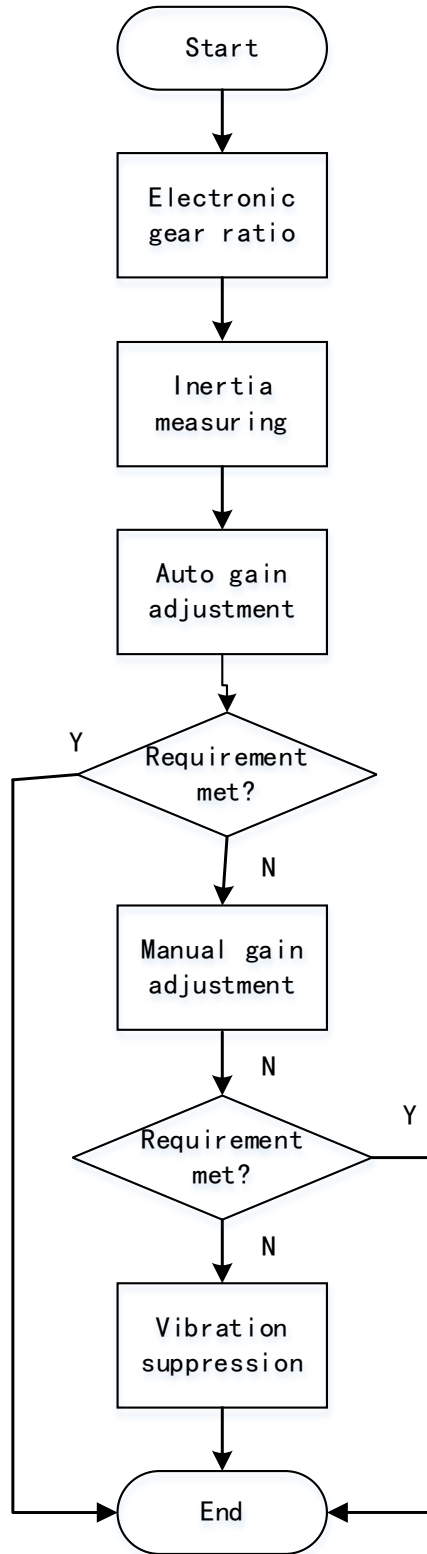 Start
Electronic
gear ratio
Inertia
measuring
Auto gain
adjustment
Y
Requirement
met?
N
Manual gain
adjustment
N
Requirement
met?
Y
N
Vibration
suppression
End